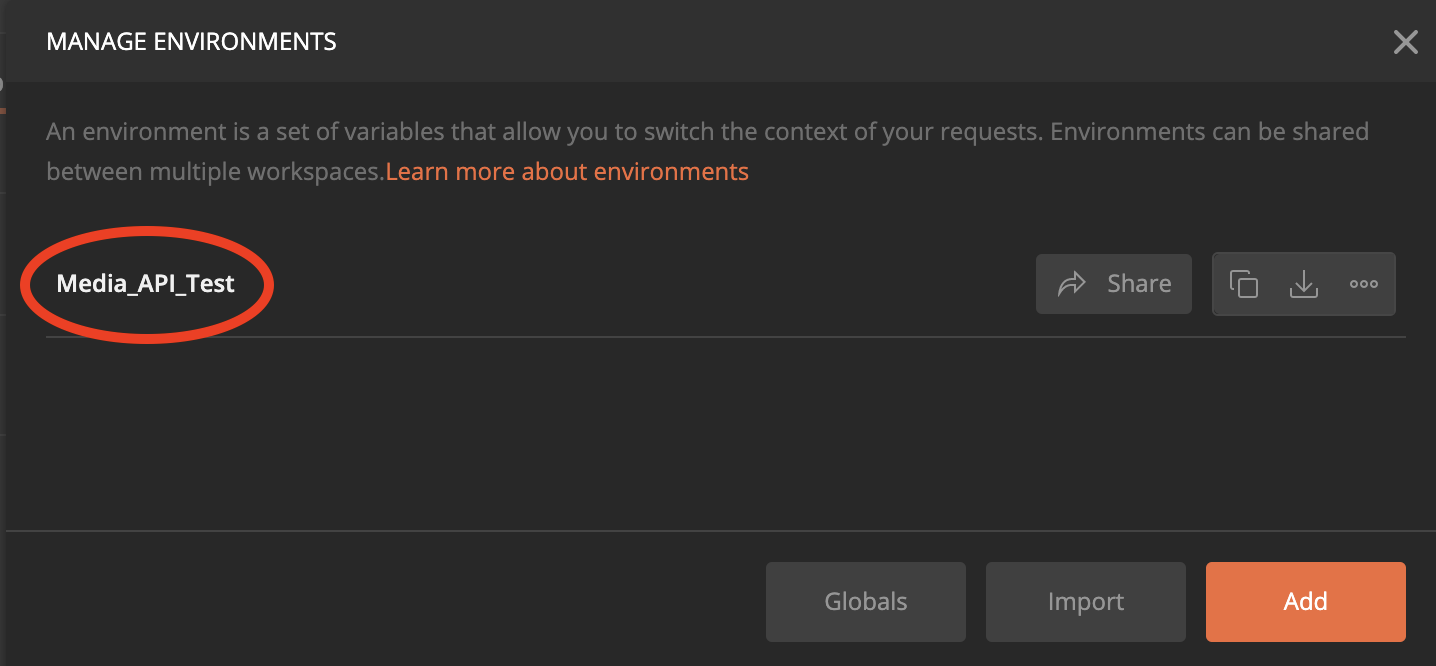 MANAGE ENVIRONMENTS
An environment is a set of variables that allow you to switch the context of your requests. Environments can be shared
between multiple workspaces.Learn more about environments
Media_API_Test
Share
Globals
Import
Add